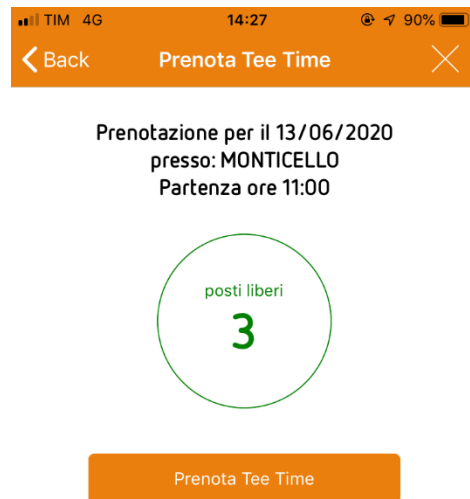 TIM 4G 14:27 90%
Back Prenota Tee Time
Prenotazione per il 13/06/2020
presso: MONTICELLO
Partenza ore 11:00
posti liberi
3
Prenota Tee Time